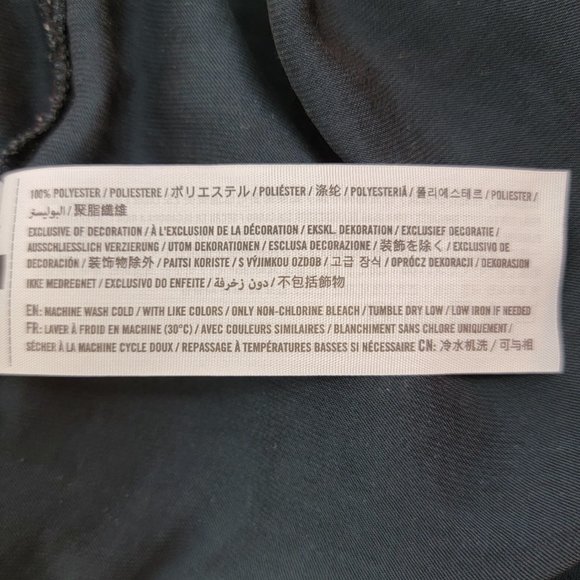 100% POLYESTER / POLIESTERE / ポリエステル / POLIÉSTER / 涤纶 / POLYESTERIÄ / 폴리에스테르 / POLIESTER /
البوليستر / 聚脂纖維
EXCLUSIVE OF DECORATION / À L'EXCLUSION DE LA DÉCORATION / EKSKL. DEKORATION / EXCLUSIEF DECORATIE /
AUSSCHLIESSLICH VERZIERUNG / UTOM DEKORATIONEN / ESCLUSA DECORAZIONE / 装飾を除く / EXCLUSIVO DE
DECORACIÓN / 装饰物除外 / PAITSI KORISTE / S VÝJIMKOU OZDOB / 고급 장식 / OPRÓCZ DEKORACJI / DEKORASJON
IKKE MEDREGNET / EXCLUSIVO DO ENFEITE / دون زخرفة / 不包括飾物
EN: MACHINE WASH COLD / WITH LIKE COLORS / ONLY NON-CHLORINE BLEACH / TUMBLE DRY LOW / LOW IRON IF NEEDED
FR: LAVER À FROID EN MACHINE (30°C) / AVEC COULEURS SIMILAIRES / BLANCHIMENT SANS CHLORE UNIQUEMENT /
SÉCHER À LA MACHINE CYCLE DOUX / REPASSAGE À TEMPÉRATURES BASSES SI NÉCESSAIRE CN: 冷水机洗 / 可与相